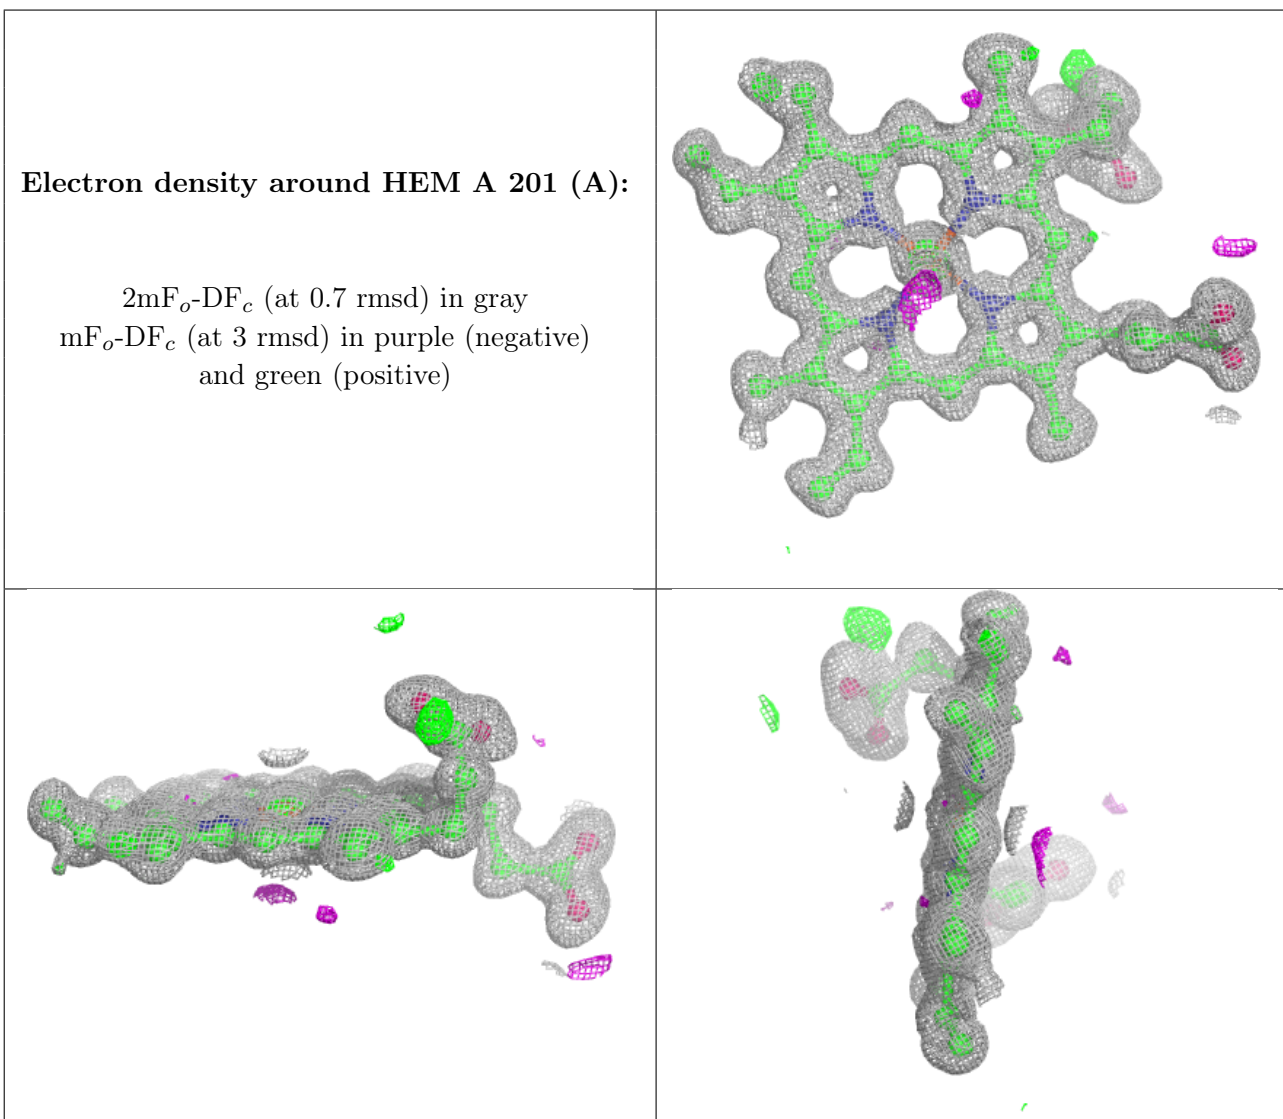 Electron density around HEM A 201 (A):
2mFo-DFc (at 0.7 rmsd) in gray
mFo-DFc (at 3 rmsd) in purple (negative)
and green (positive)